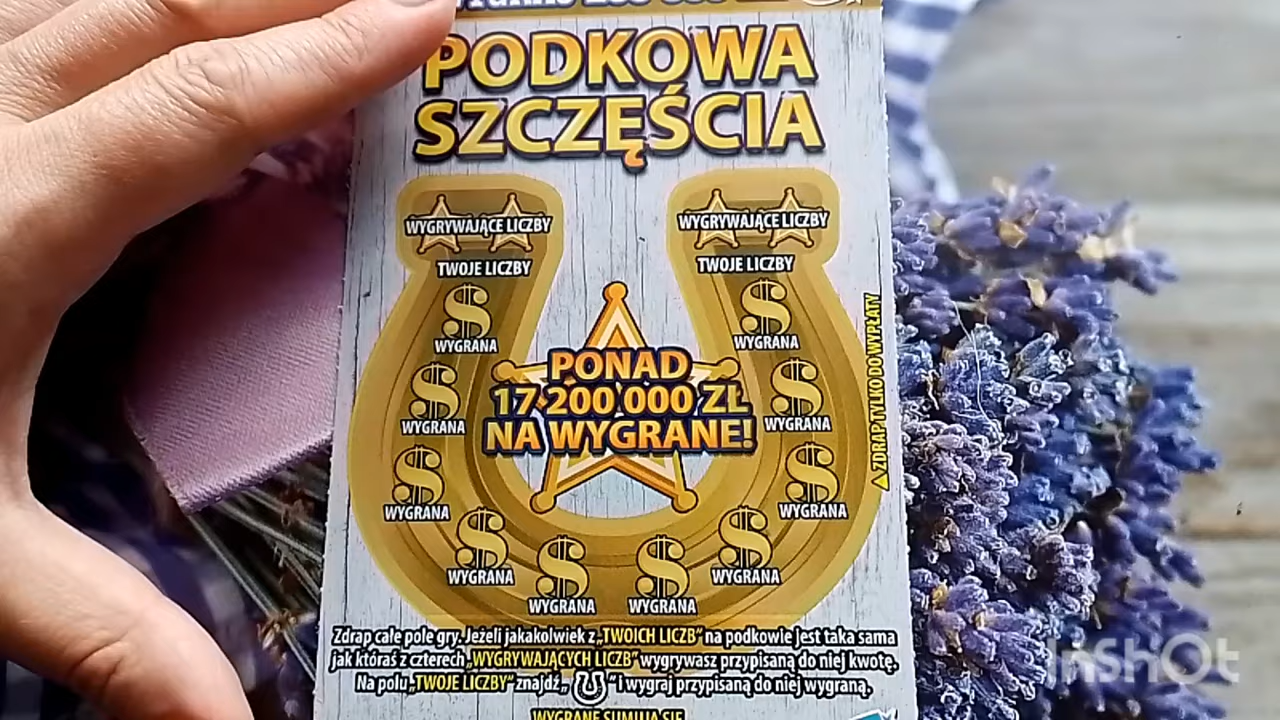 PODKOWA
SZCZĘŚCIA
WYGRYWAJĄCE LICZBY
WYGRYWAJĄCE LICZBY
TWOJE LICZBY
TWOJE LICZBY
$
WYGRANA
$
WYGRANA
$
WYGRANA
$
WYGRANA
PONAD
17 200 000 ZŁ
NA WYGRANE!
ZDRAP TYLKO DO WYPŁATY
$
WYGRANA
$
WYGRANA
$
WYGRANA
$
WYGRANA
$
WYGRANA
$
WYGRANA
Zdrap całe pole gry. Jeżeli jakakolwiek z „TWOICH LICZB” na podkowie jest taka sama
jak któraś z czterech „WYGRYWAJĄCYCH LICZB” wygrywasz przypisaną do niej kwotę.
Na polu „TWOJE LICZBY” znajdź „ ” i wygraj przypisaną do niej wygraną.
WYGRANE SUMUJĄ SIĘ
InShOt